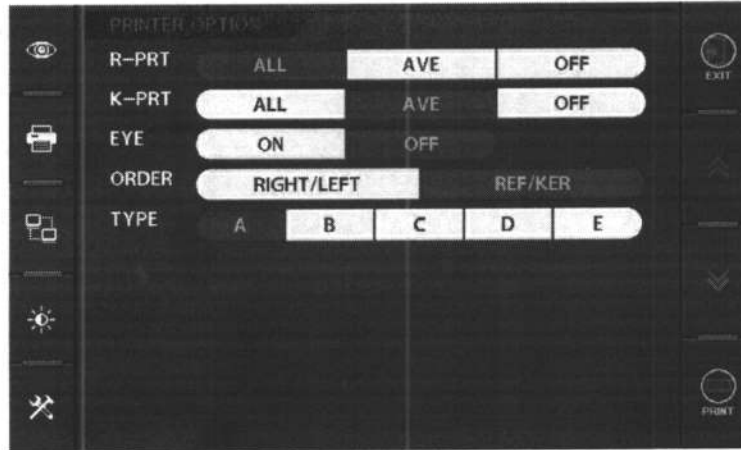 PRINTER OPTION
R-PRT ALL AVE OFF
EXIT
K-PRT ALL AVE OFF
EYE ON OFF
ORDER RIGHT/LEFT REF/KER
TYPE A B C D E
PRINT